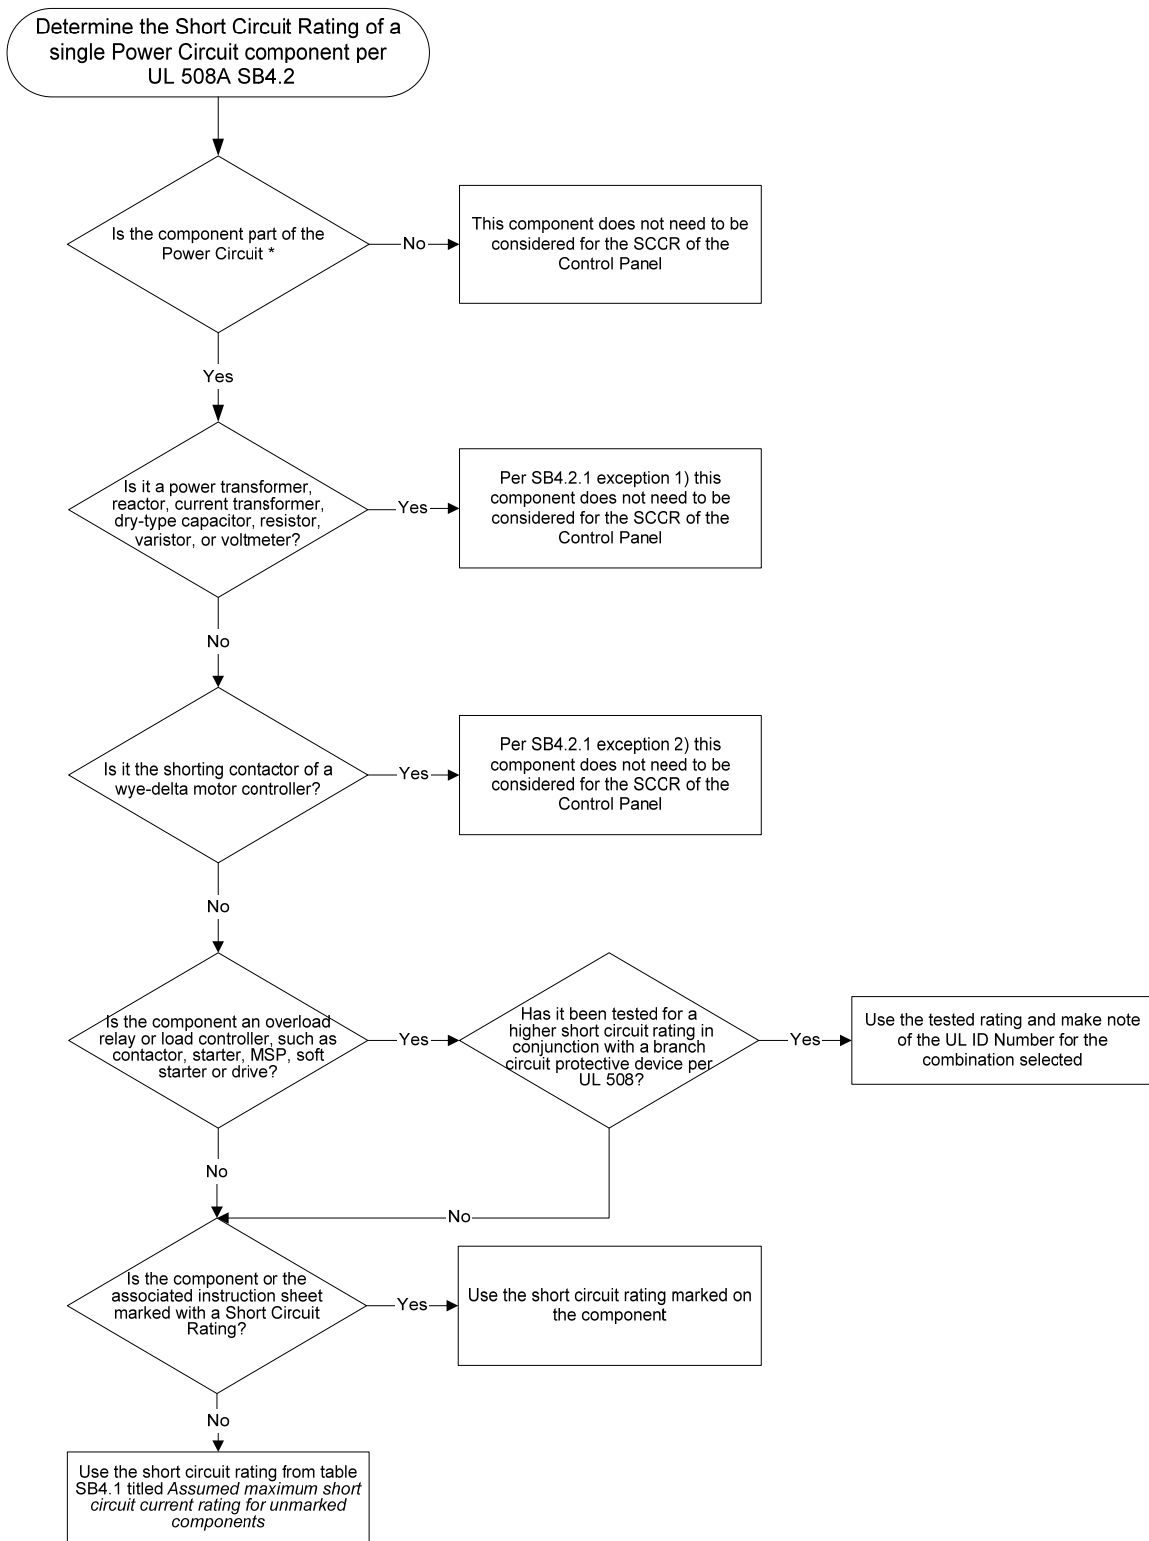 Determine the Short Circuit Rating of a
single Power Circuit component per
UL 508A SB4.2
Is the component part of the
Power Circuit *
No
This component does not need to be
considered for the SCCR of the
Control Panel
Yes
Is it a power transformer,
reactor, current transformer,
dry-type capacitor, resistor,
varistor, or voltmeter?
Yes
Per SB4.2.1 exception 1) this
component does not need to be
considered for the SCCR of the
Control Panel
No
Is it the shorting contactor of a
wye-delta motor controller?
Yes
Per SB4.2.1 exception 2) this
component does not need to be
considered for the SCCR of the
Control Panel
No
Is the component an overload
relay or load controller, such as
contactor, starter, MSP, soft
starter or drive?
Yes
Has it been tested for a
higher short circuit rating in
conjunction with a branch
circuit protective device per
UL 508?
Yes
Use the tested rating and make note
of the UL ID Number for the
combination selected
No
No
Is the component or the
associated instruction sheet
marked with a Short Circuit
Rating?
Yes
Use the short circuit rating marked on
the component
No
Use the short circuit rating from table
SB4.1 titled Assumed maximum short
circuit current rating for unmarked
components